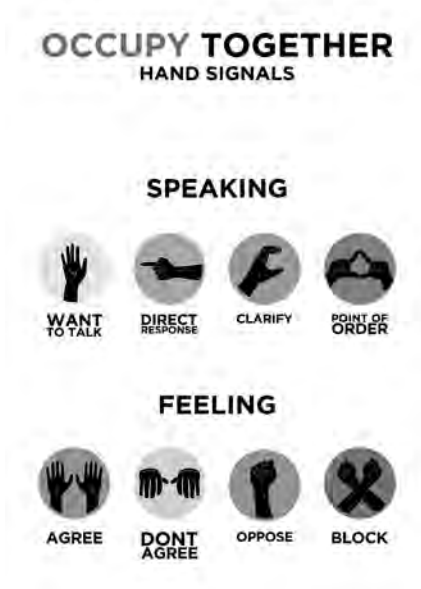 OCCUPY TOGETHER
HAND SIGNALS
SPEAKING
WANT
TO TALK
DIRECT
RESPONSE
CLARIFY
POINT OF
ORDER
FEELING
AGREE
DONT
AGREE
OPPOSE
BLOCK